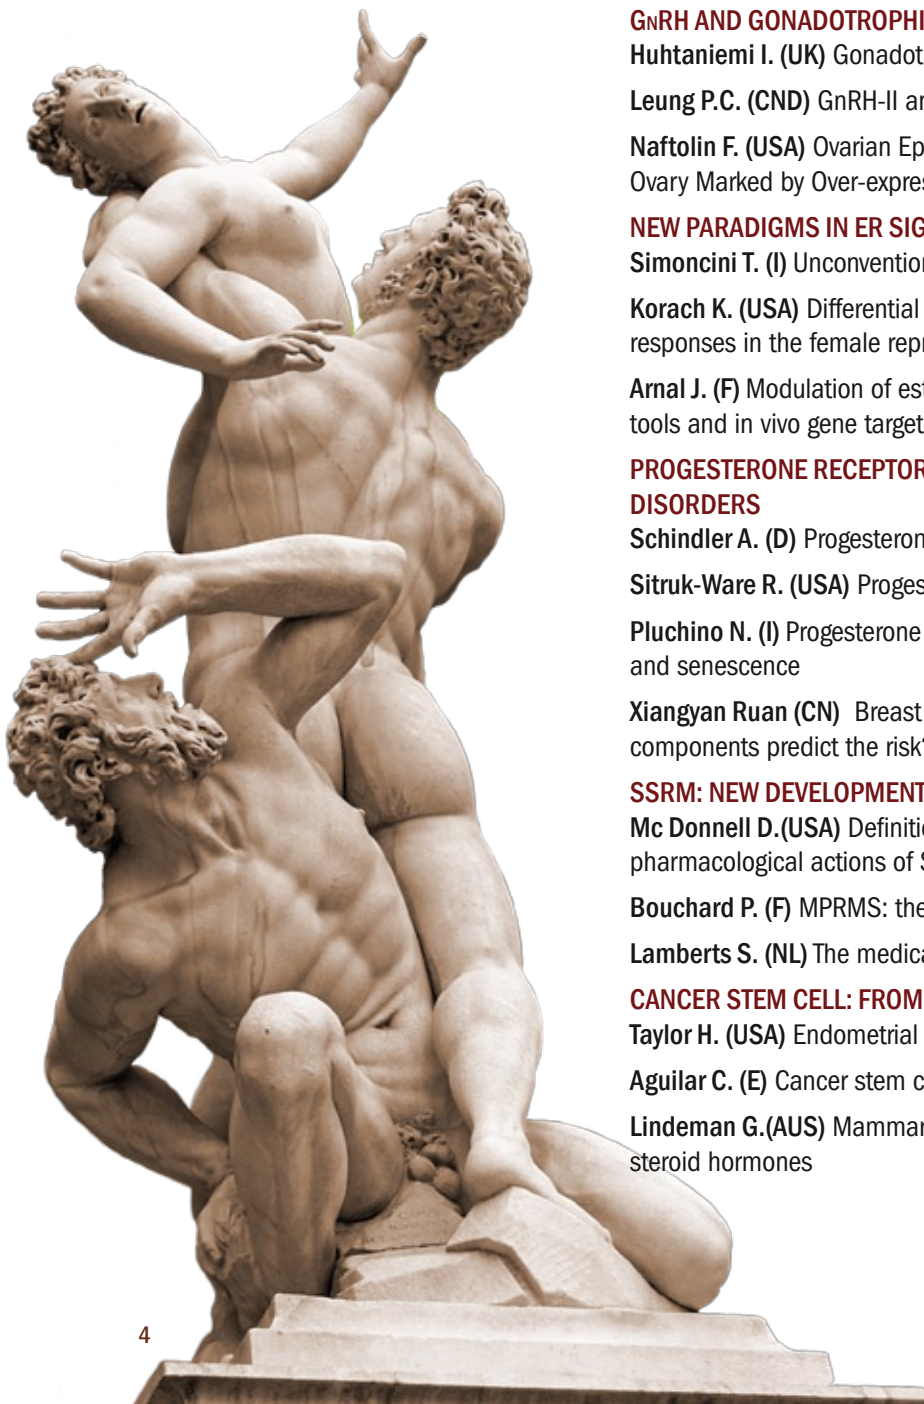 GNRH AND GONADOTROPHI
Huhtaniemi I. (UK) Gonadot
Leung P.C. (CND) GnRH-II ar
Naftolin F. (USA) Ovarian Ep
Ovary Marked by Over-expres
NEW PARADIGMS IN ER SIG
Simoncini T. (I) Unconvention
Korach K. (USA) Differential
responses in the female repr
Arnal J. (F) Modulation of est
tools and in vivo gene target
PROGESTERONE RECEPTOR
DISORDERS
Schindler A. (D) Progesteron
Sitruk-Ware R. (USA) Proges
Pluchino N. (I) Progesterone
and senescence
Xiangyan Ruan (CN) Breast
components predict the risk?
SSRM: NEW DEVELOPMENT
Mc Donnell D.(USA) Definitio
pharmacological actions of S
Bouchard P. (F) MPRMS: the
Lamberts S. (NL) The medica
CANCER STEM CELL: FROM
Taylor H. (USA) Endometrial
Aguilar C. (E) Cancer stem c
Lindeman G.(AUS) Mammar
steroid hormones
4